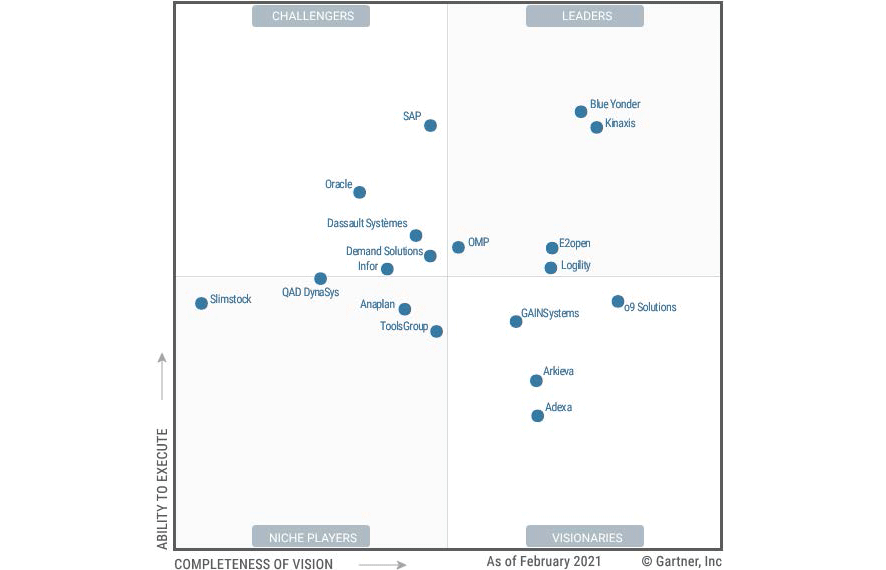 CHALLENGERS
LEADERS
Blue Yonder
SAP
Kinaxis
Oracle
Dassault Systèmes
OMP
E2open
Demand Solutions
Infor
Logility
QAD DynaSys
Slimstock
Anaplan
o9 Solutions
GAINSystems
ToolsGroup
Arkieva
Adexa
ABILITY TO EXECUTE
NICHE PLAYERS
VISIONARIES
COMPLETENESS OF VISION
As of February 2021
© Gartner, Inc